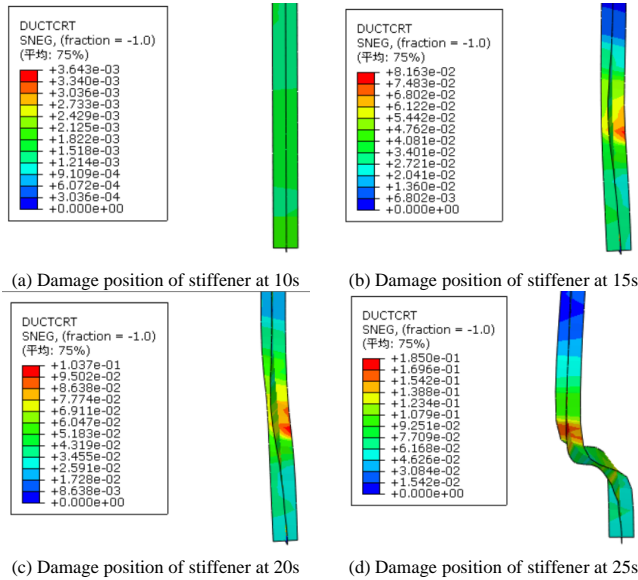 DUCTCRT
SNEG, (fraction = -1.0)
(平均: 75%)
+3.643e-03
+3.340e-03
+3.036e-03
+2.733e-03
+2.429e-03
+2.125e-03
+1.822e-03
+1.518e-03
+1.214e-03
+9.109e-04
+6.072e-04
+3.036e-04
+0.000e+00
(a) Damage position of stiffener at 10s
DUCTCRT
SNEG, (fraction = -1.0)
(平均: 75%)
+8.163e-02
+7.483e-02
+6.802e-02
+6.122e-02
+5.442e-02
+4.762e-02
+4.081e-02
+3.401e-02
+2.721e-02
+2.041e-02
+1.360e-02
+6.802e-03
+0.000e+00
(b) Damage position of stiffener at 15s
DUCTCRT
SNEG, (fraction = -1.0)
(平均: 75%)
+1.037e-01
+9.502e-02
+8.638e-02
+7.774e-02
+6.911e-02
+6.047e-02
+5.183e-02
+4.319e-02
+3.455e-02
+2.591e-02
+1.728e-02
+8.638e-03
+0.000e+00
(c) Damage position of stiffener at 20s
DUCTCRT
SNEG, (fraction = -1.0)
(平均: 75%)
+1.850e-01
+1.696e-01
+1.542e-01
+1.388e-01
+1.234e-01
+1.079e-01
+9.251e-02
+7.709e-02
+6.168e-02
+4.626e-02
+3.084e-02
+1.542e-02
+0.000e+00
(d) Damage position of stiffener at 25s